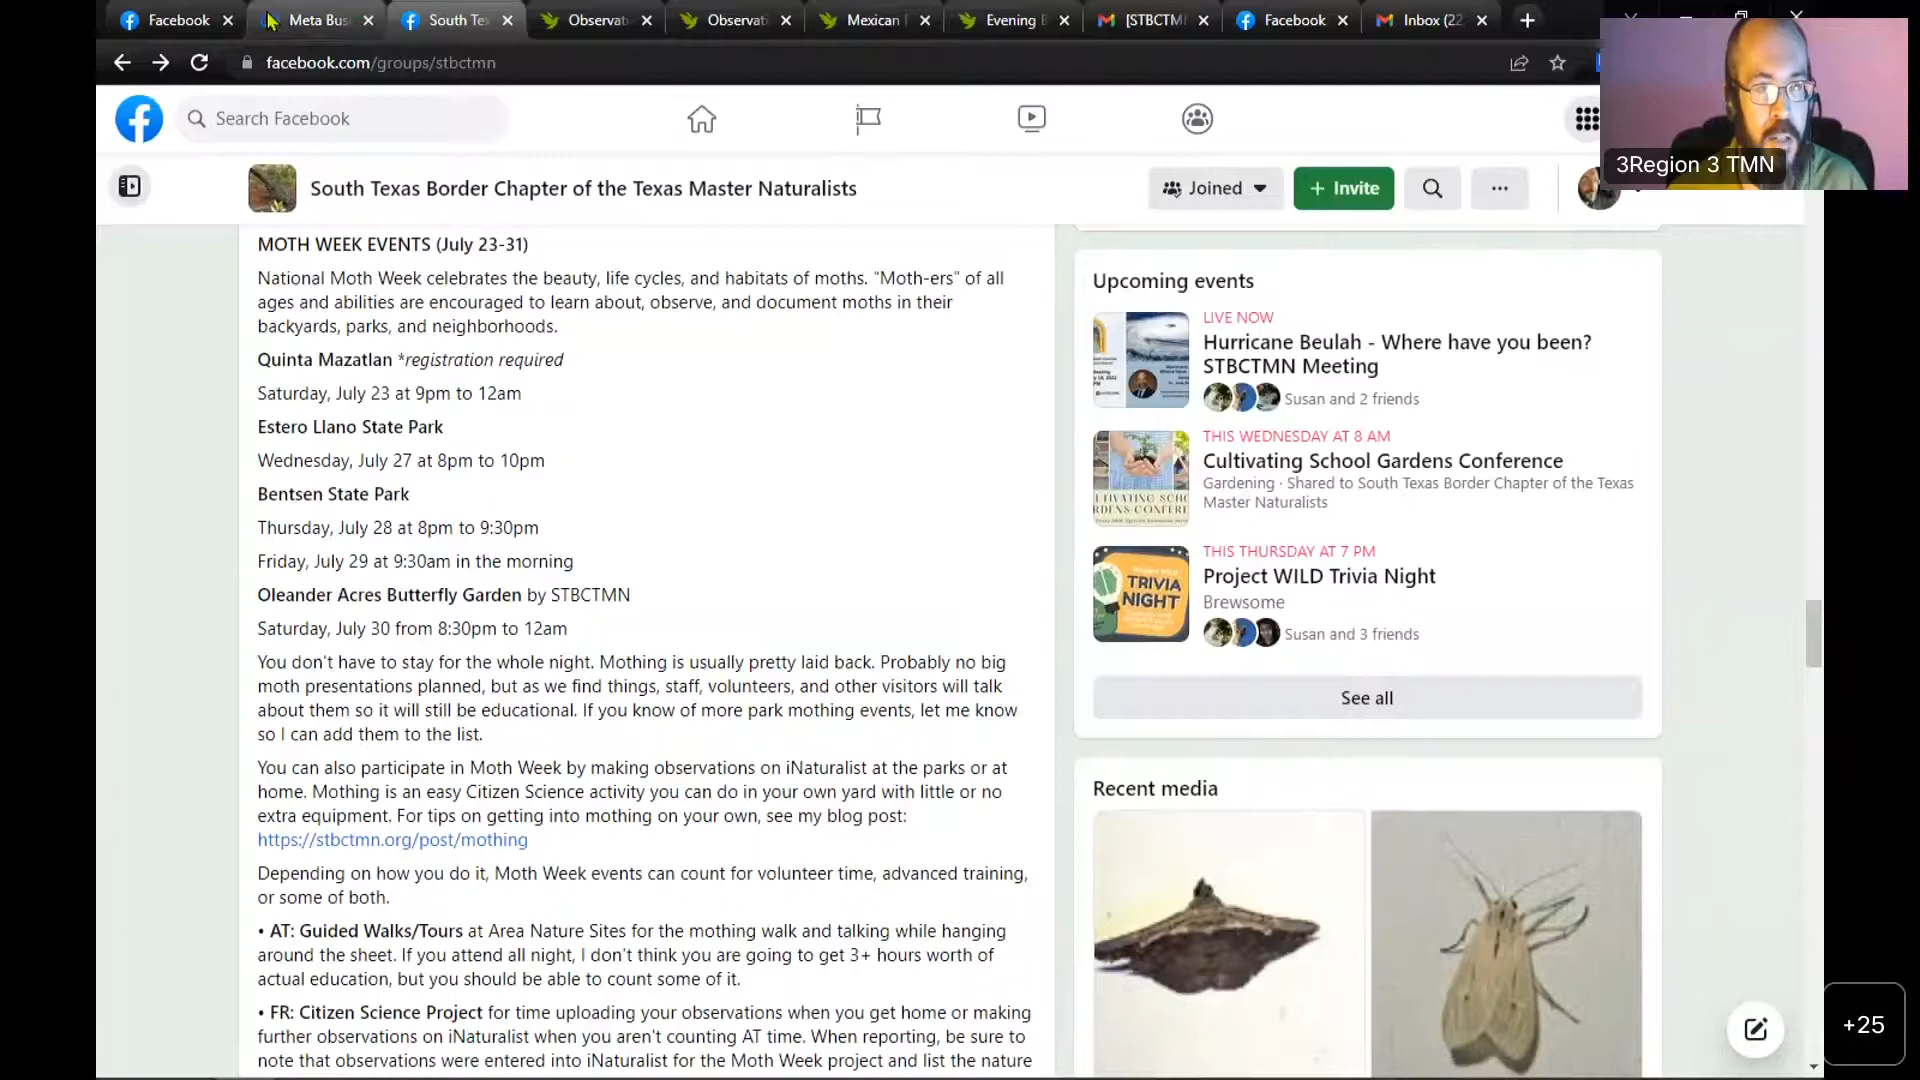 Facebook
Meta Bus
South Te
Observat
Observat
Mexican
Evening B
[STBCTM
Facebook
Inbox (22
facebook.com/groups/stbctmn
Search Facebook
3Region 3 TMN
South Texas Border Chapter of the Texas Master Naturalists
Joined
+ Invite
MOTH WEEK EVENTS (July 23-31)
National Moth Week celebrates the beauty, life cycles, and habitats of moths. “Moth-ers” of all
ages and abilities are encouraged to learn about, observe, and document moths in their
backyards, parks, and neighborhoods.
Quinta Mazatlan *registration required
Saturday, July 23 at 9pm to 12am
Estero Llano State Park
Wednesday, July 27 at 8pm to 10pm
Bentsen State Park
Thursday, July 28 at 8pm to 9:30pm
Friday, July 29 at 9:30am in the morning
Oleander Acres Butterfly Garden by STBCTMN
Saturday, July 30 from 8:30pm to 12am
You don't have to stay for the whole night. Mothing is usually pretty laid back. Probably no big
moth presentations planned, but as we find things, staff, volunteers, and other visitors will talk
about them so it will still be educational. If you know of more park mothing events, let me know
so I can add them to the list.
You can also participate in Moth Week by making observations on iNaturalist at the parks or at
home. Mothing is an easy Citizen Science activity you can do in your own yard with little or no
extra equipment. For tips on getting into mothing on your own, see my blog post:
https://stbctmn.org/post/mothing
Depending on how you do it, Moth Week events can count for volunteer time, advanced training,
or some of both.
• AT: Guided Walks/Tours at Area Nature Sites for the mothing walk and talking while hanging
around the sheet. If you attend all night, I don't think you are going to get 3+ hours worth of
actual education, but you should be able to count some of it.
• FR: Citizen Science Project for time uploading your observations when you get home or making
further observations on iNaturalist when you aren't counting AT time. When reporting, be sure to
note that observations were entered into iNaturalist for the Moth Week project and list the nature
Upcoming events
LIVE NOW
Hurricane Beulah - Where have you been?
STBCTMN Meeting
Susan and 2 friends
THIS WEDNESDAY AT 8 AM
Cultivating School Gardens Conference
Gardening · Shared to South Texas Border Chapter of the Texas
Master Naturalists
THIS THURSDAY AT 7 PM
Project WILD Trivia Night
Brewsome
Susan and 3 friends
TRIVIA
NIGHT
See all
Recent media
+25